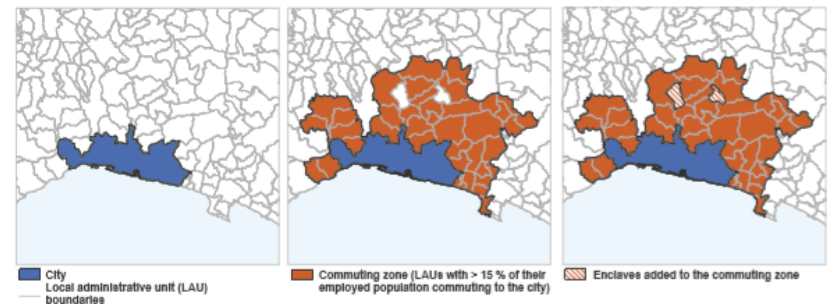 City
Local administrative unit (LAU)
boundaries
Commuting zone (LAUs with > 15 % of their
employed population commuting to the city)
Enclaves added to the commuting zone